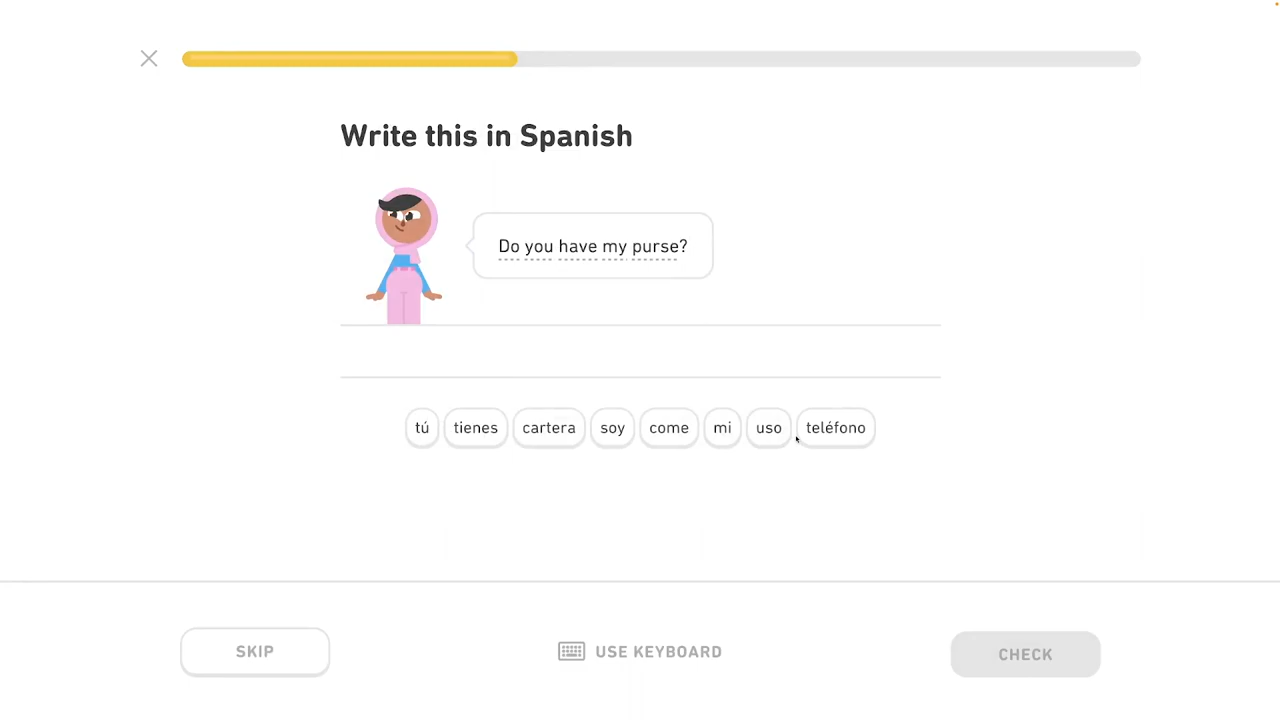 Write this in Spanish
Do you have my purse?
tú tienes cartera soy come mi uso teléfono
SKIP USE KEYBOARD CHECK